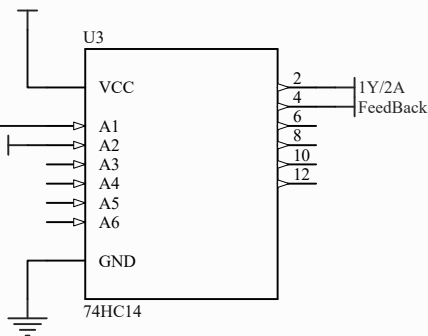 U3
VCC
2
1Y/2A
4
FeedBack
A1
6
A2
8
A3
10
A4
12
A5
A6
GND
74HC14